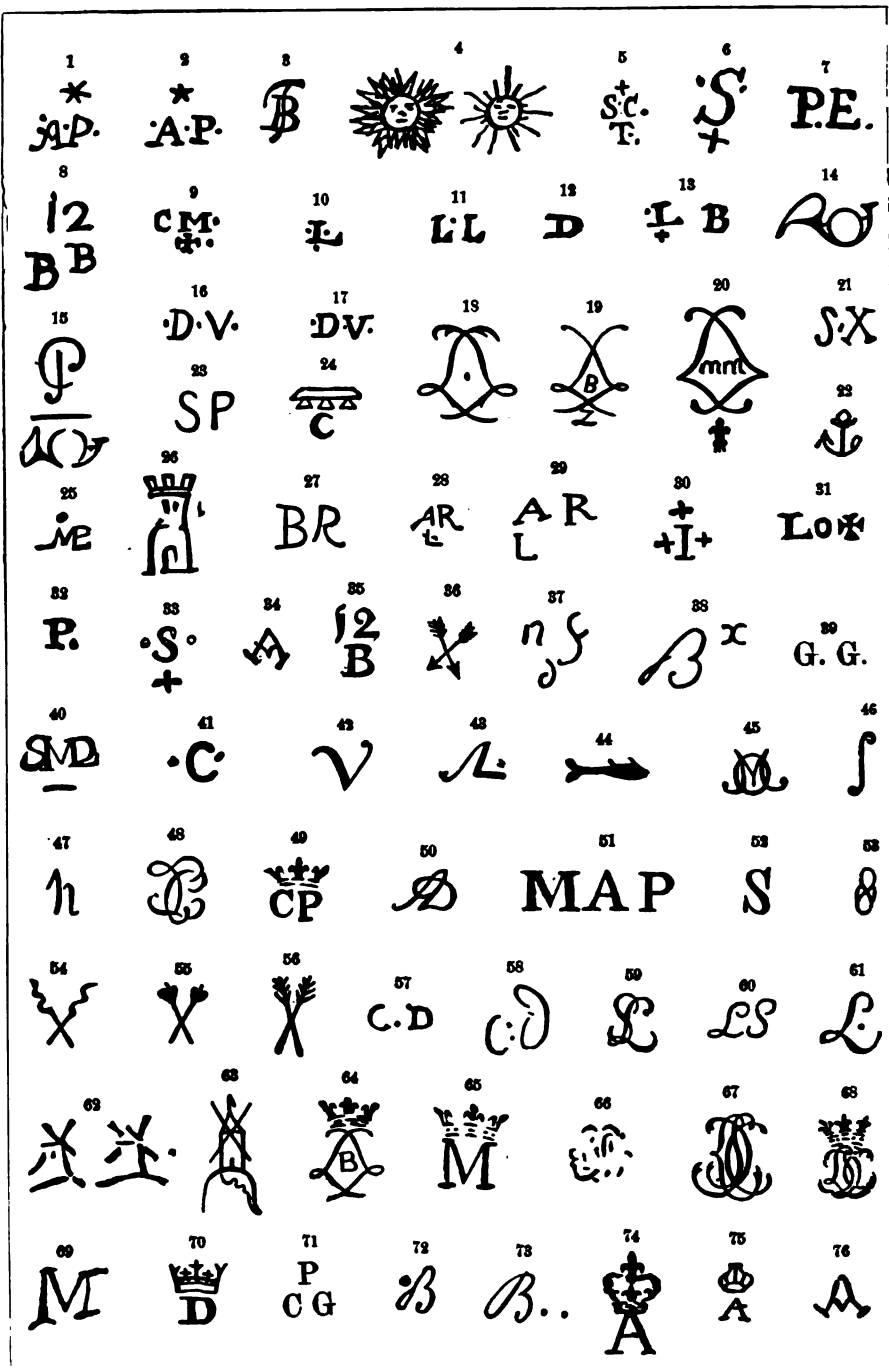 1 2 3 4 5 6 7
A·P· ·A·P· B S·C. T. ·S· P.E.
8 9 10 11 12 13 14
12 C M· ·L· L·L D ·L B
B B
15 16 17 18 19 20 21
·D·V· ·D·V· B mm S·X
23 24 22
SP C
25 26 27 28 29 30 31
BR AR L A R +I+ LO
L
32 33 34 35 36 37 38 39
P. S 12 n B x G. G.
B
40 41 42 43 44 45 46
SMD ·C· V
47 48 49 50 51 52 53
h CP MAP S 8
54 55 56 57 58 59 60 61
C.D C:D LS L.
62 63 64 65 66 67 68
B M
69 70 71 72 73 74 75 76
M D P ·B B.. A A A
C G